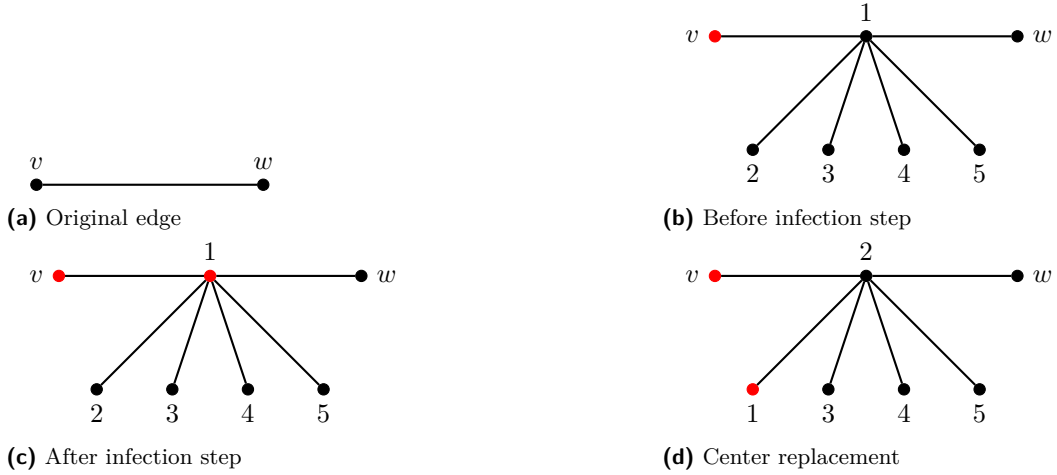 v w
(a) Original edge
1
v w
2 3 4 5
(b) Before infection step
1
v w
2 3 4 5
(c) After infection step
2
v w
1 3 4 5
(d) Center replacement